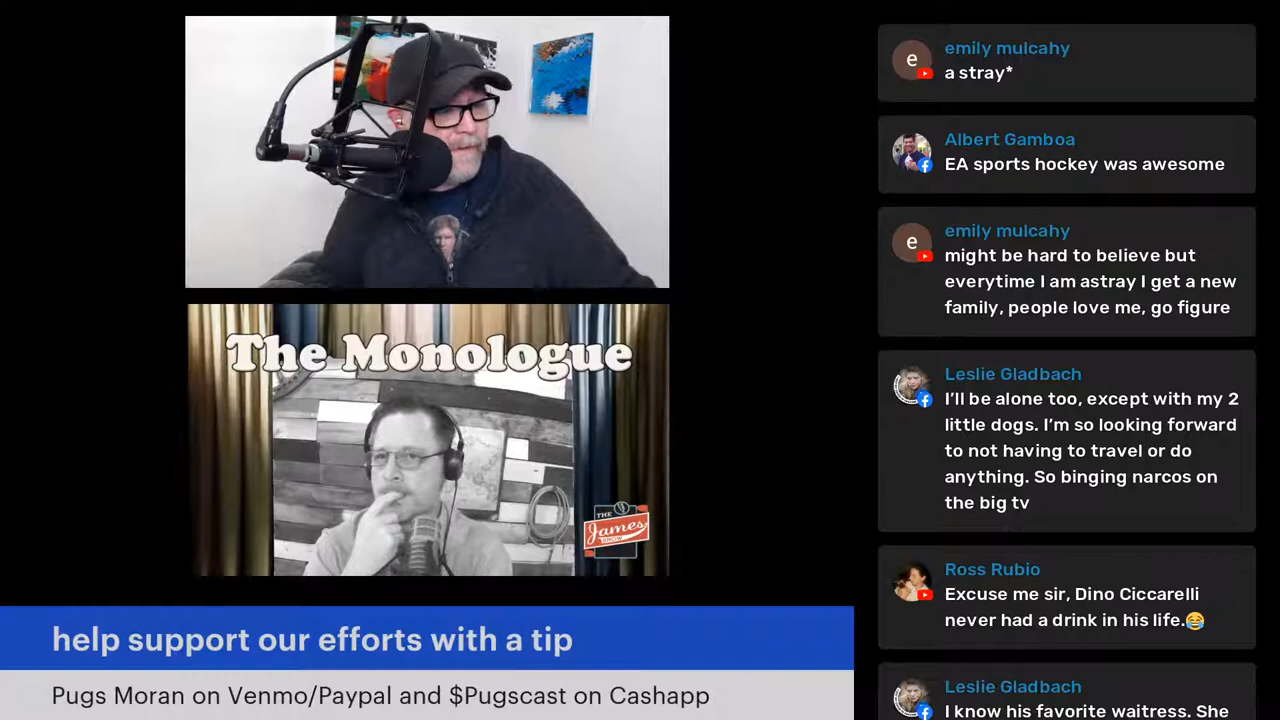 The Monologue
THE
James
SHOW
help support our efforts with a tip
Pugs Moran on Venmo/Paypal and $Pugscast on Cashapp
e
emily mulcahy
a stray*
Albert Gamboa
EA sports hockey was awesome
e
emily mulcahy
might be hard to believe but
everytime I am astray I get a new
family, people love me, go figure
Leslie Gladbach
I’ll be alone too, except with my 2
little dogs. I’m so looking forward
to not having to travel or do
anything. So binging narcos on
the big tv
Ross Rubio
Excuse me sir, Dino Ciccarelli
never had a drink in his life.😂
Leslie Gladbach
I know his favorite waitress. She